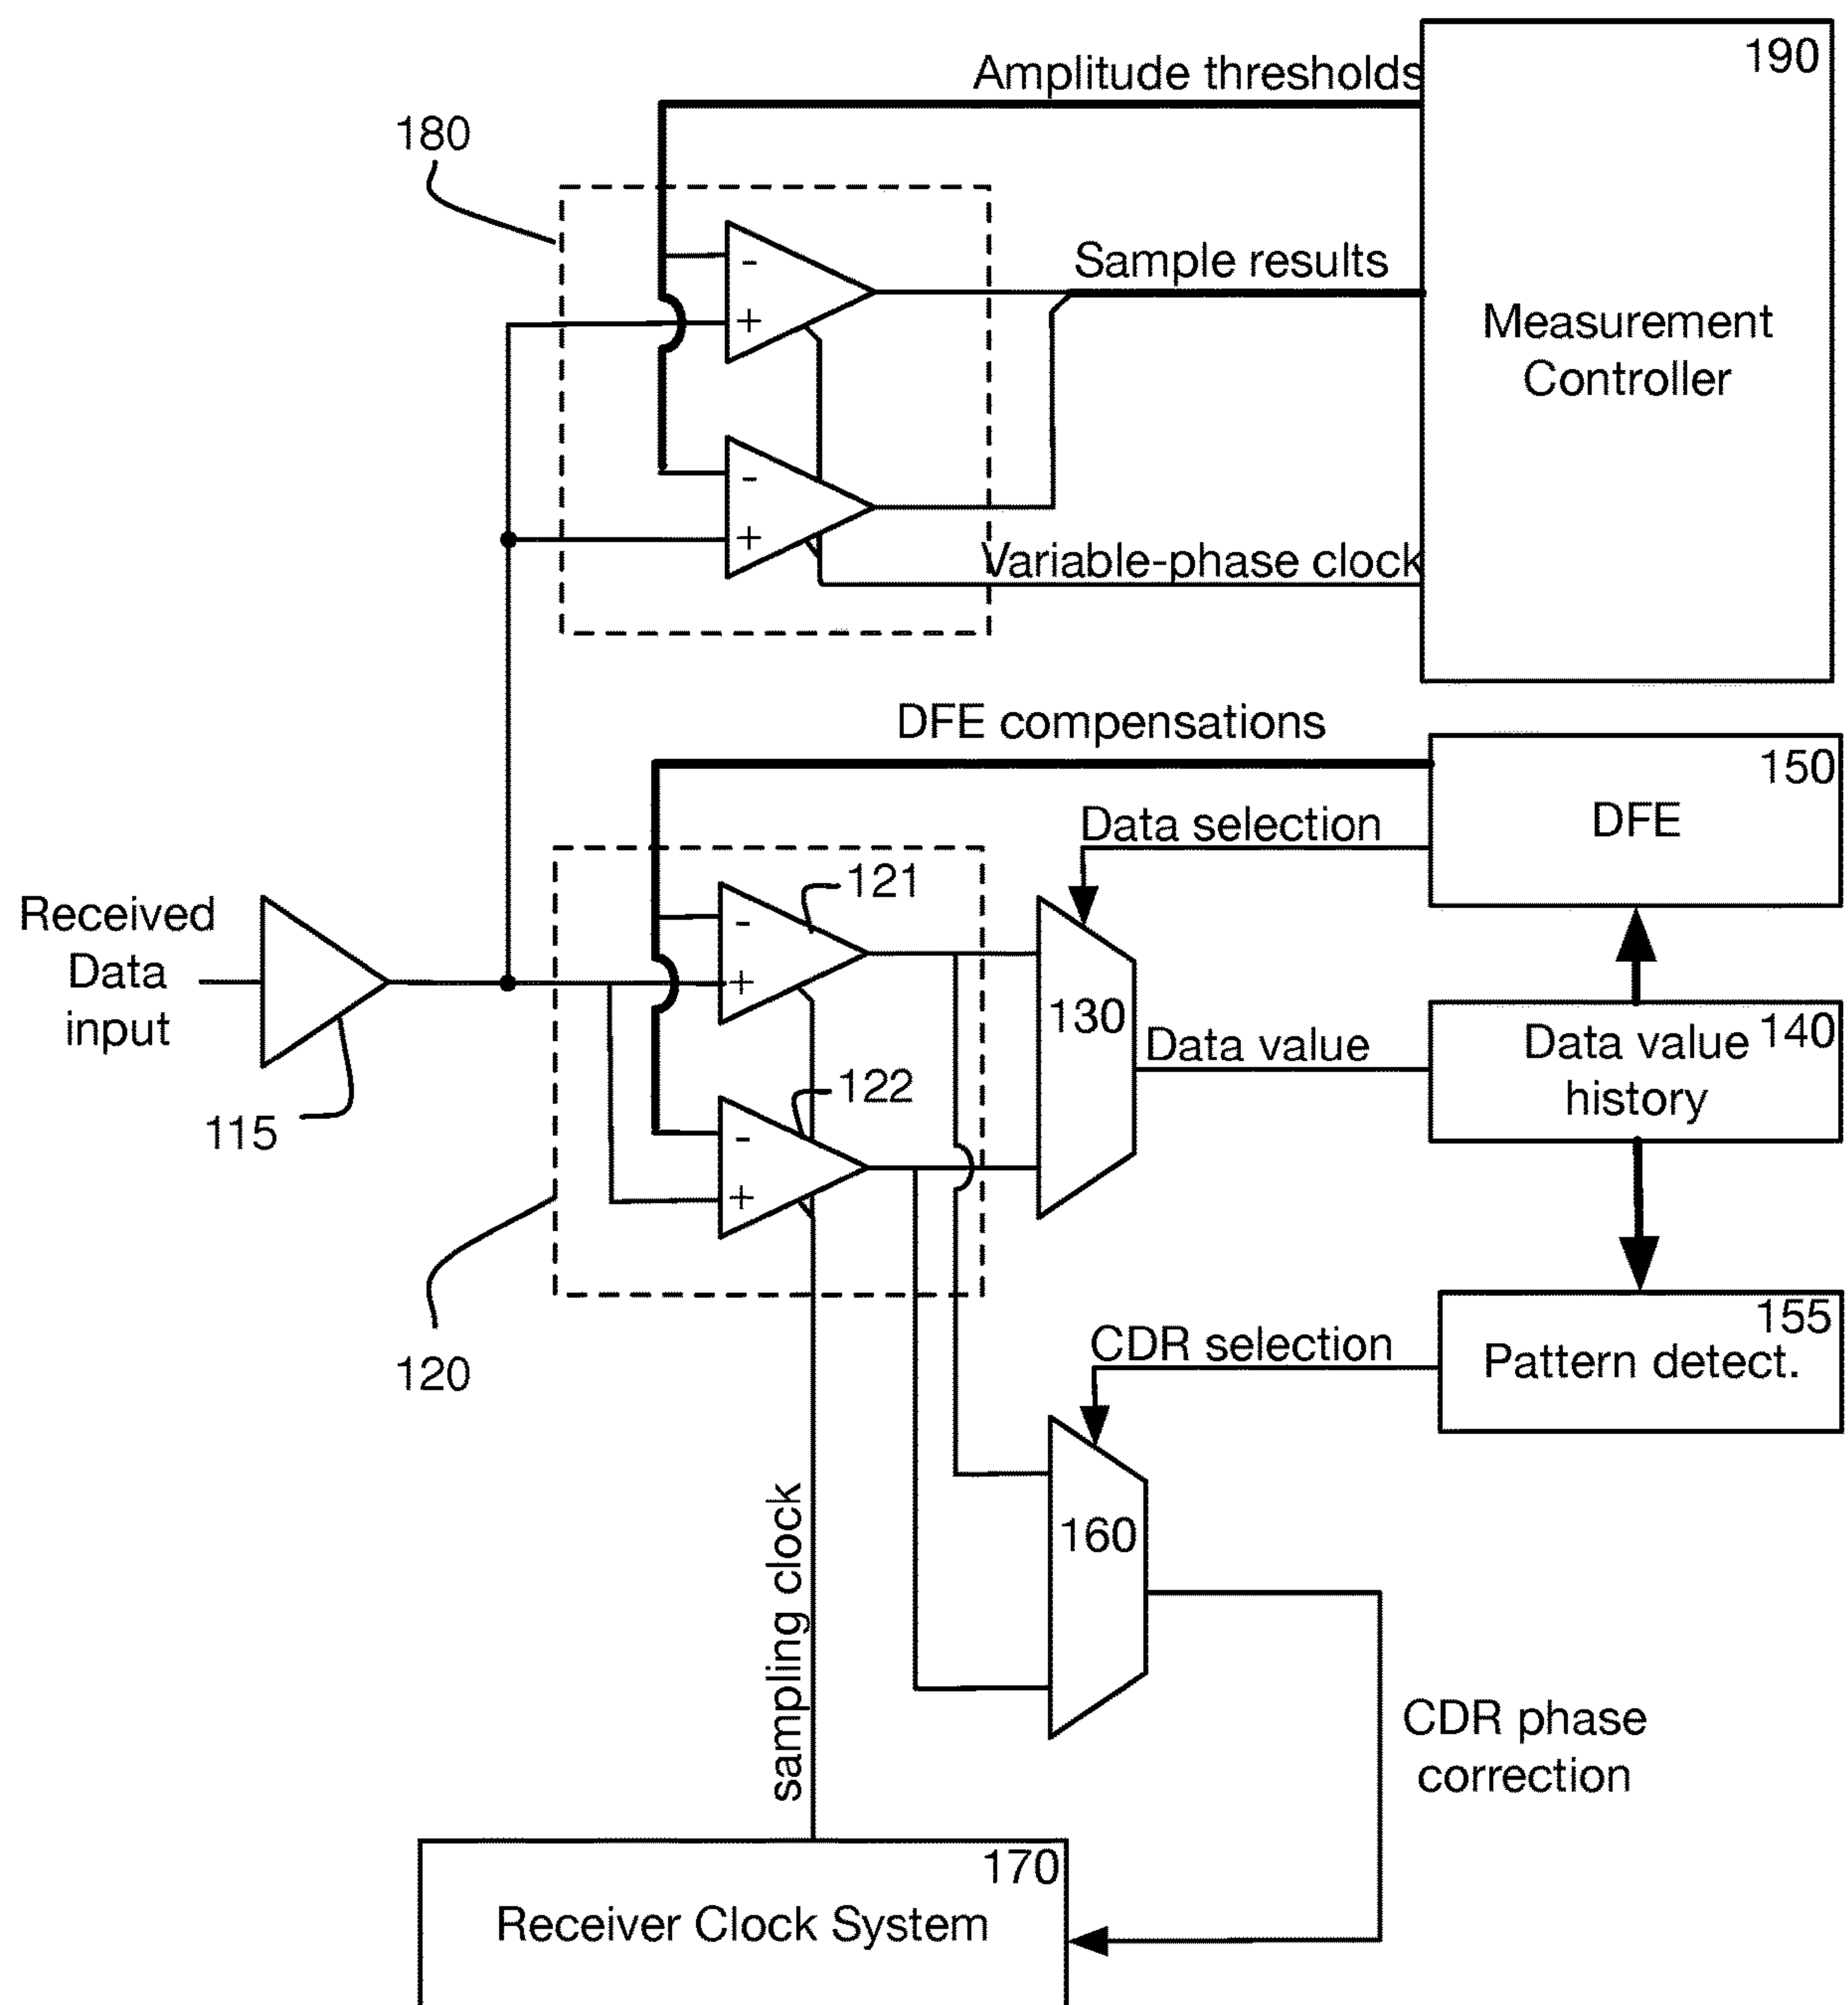 190
Amplitude thresholds
180
-
Sample results
+
Measurement
Controller
-
+
Variable-phase clock
DFE compensations
150
DFE
Data selection
121
Received
Data
input
-
+
130
140
Data value
history
Data value
122
115
-
+
155
Pattern detect.
CDR selection
120
160
sampling clock
CDR phase
correction
170
Receiver Clock System